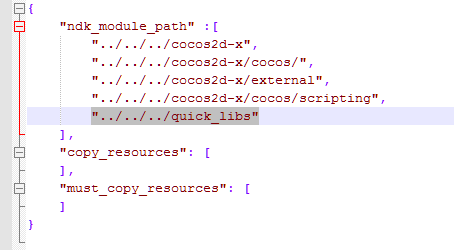 {
"ndk_module_path" :[
"../../../cocos2d-x",
"../../../cocos2d-x/cocos/",
"../../../cocos2d-x/external",
"../../../cocos2d-x/cocos/scripting",
"../../../quick_libs"
],
"copy_resources": [
],
"must_copy_resources": [
]
}